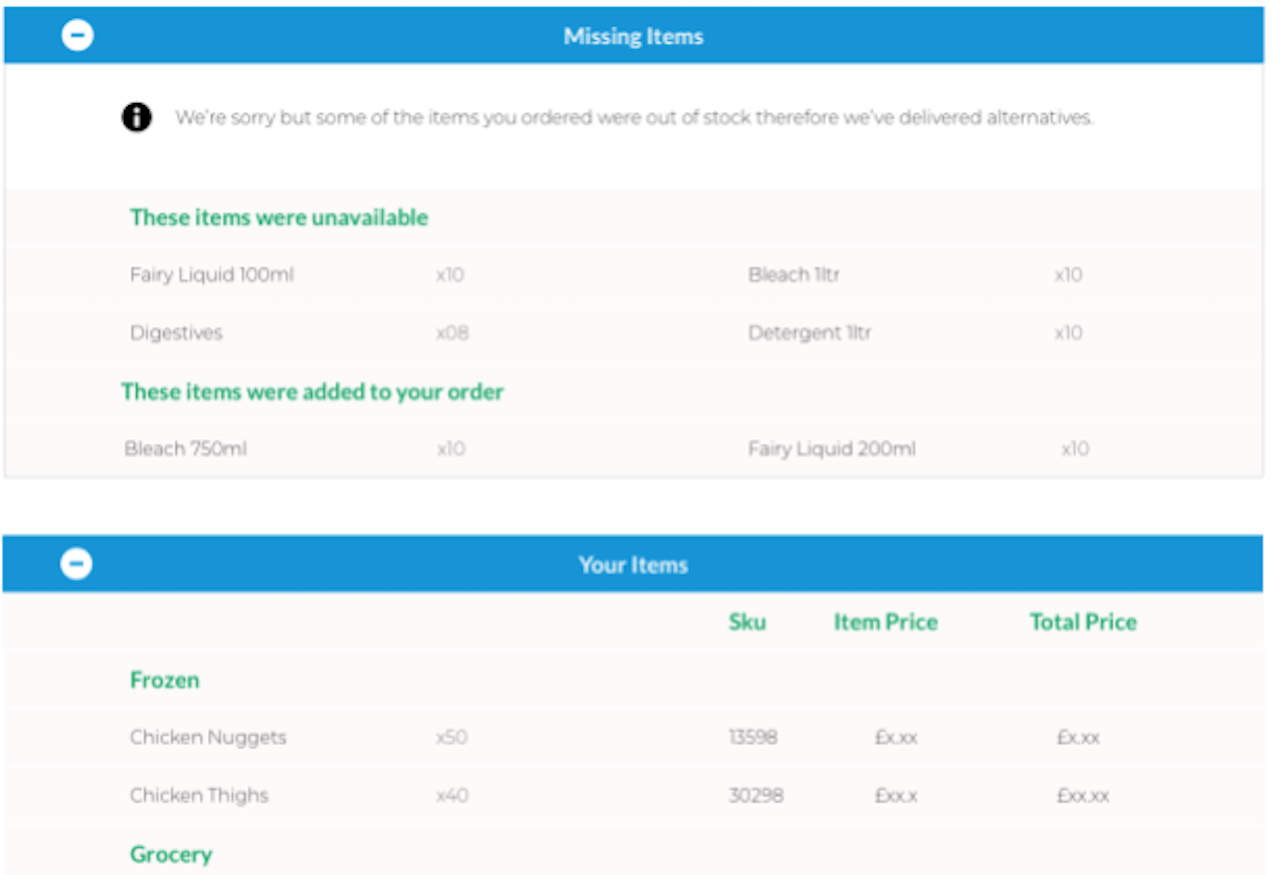 Missing Items
We're sorry but some of the items you ordered were out of stock therefore we've delivered alternatives.
These items were unavailable
Fairy Liquid 100ml x10 Bleach 1ltr x10
Digestives x08 Detergent 1ltr x10
These items were added to your order
Bleach 750ml x10 Fairy Liquid 200ml x10
Your Items
Sku Item Price Total Price
Frozen
Chicken Nuggets x50 13598 £x.xx £x.xx
Chicken Thighs x40 30298 £xx.x £xx.xx
Grocery